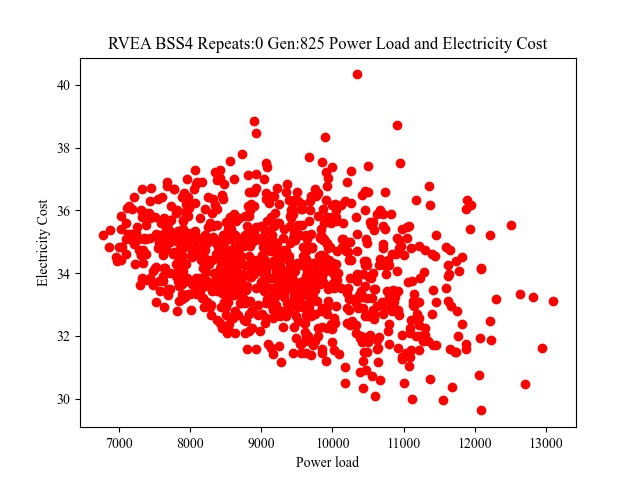 RVEA BSS4 Repeats:0 Gen:825 Power Load and Electricity Cost
Electricity Cost
40
38
36
34
32
30
7000 8000 9000 10000 11000 12000 13000
Power load